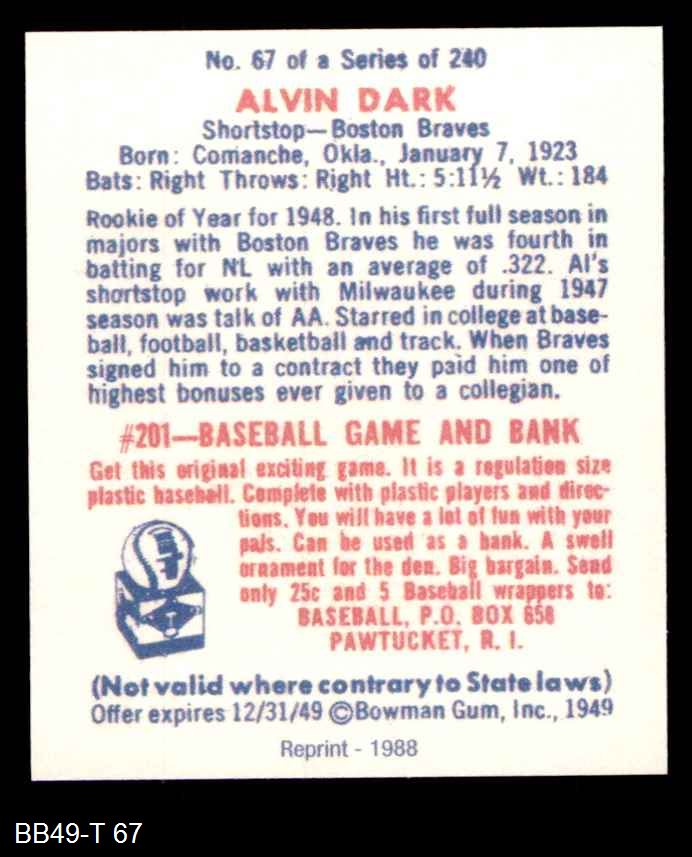 No. 67 of a Series of 240
ALVIN DARK
Shortstop—Boston Braves
Born: Comanche, Okla., January 7, 1923
Bats: Right Throws: Right Ht.: 5:11½ Wt.: 184
Rookie of Year for 1948. In his first full season in
majors with Boston Braves he was fourth in
batting for NL with an average of .322. Al's
shortstop work with Milwaukee during 1947
season was talk of AA. Starred in college at base-
ball, football, basketball and track. When Braves
signed him to a contract they paid him one of
highest bonuses ever given to a collegian.
#201—BASEBALL GAME AND BANK
Get this original exciting game. It is a regulation size
plastic baseball. Complete with plastic players and direc-
tions. You will have a lot of fun with your
pals. Can be used as a bank. A swell
ornament for the den. Big bargain. Send
only 25c and 5 Baseball wrappers to:
BASEBALL, P.O. BOX 658
PAWTUCKET, R. I.
(Not valid where contrary to State laws)
Offer expires 12/31/49 ©Bowman Gum, Inc., 1949
Reprint - 1988
BB49-T 67